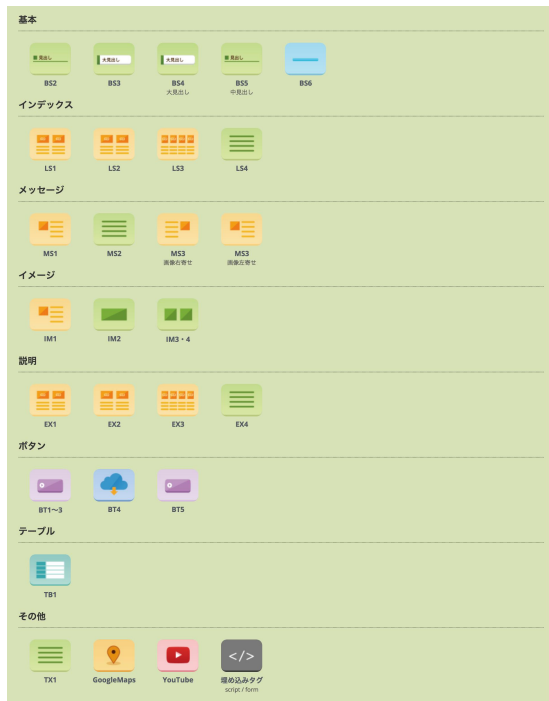 基本
見出し
大見出し
大見出し
見出し
BS2
BS3
BS4
BS5
BS6
大見出し
中見出し
インデックス
LS1
LS2
LS3
LS4
メッセージ
MS1
MS2
MS3
MS3
画像右寄せ
画像左寄せ
イメージ
IM1
IM2
IM3・4
説明
EX1
EX2
EX3
EX4
ボタン
BT1〜3
BT4
BT5
テーブル
TB1
その他
</>
TX1
GoogleMaps
YouTube
埋め込みタグ
script / form